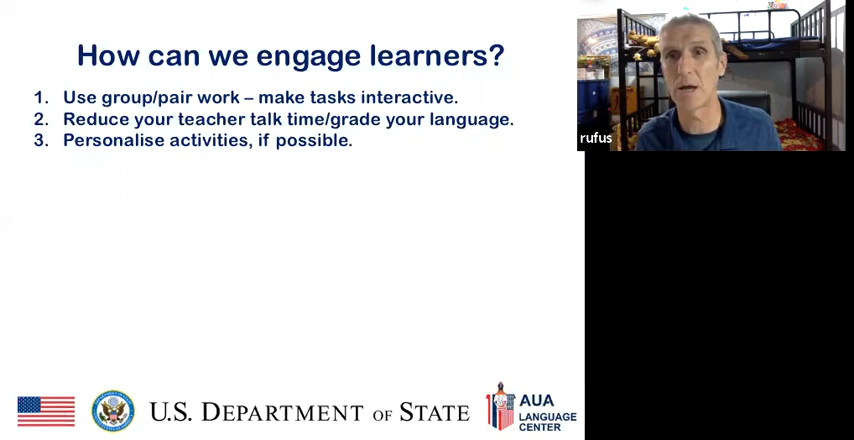 How can we engage learners?
1. Use group/pair work – make tasks interactive.
2. Reduce your teacher talk time/grade your language.
3. Personalise activities, if possible.
rufus
U.S. DEPARTMENT OF STATE
AUA
LANGUAGE
CENTER